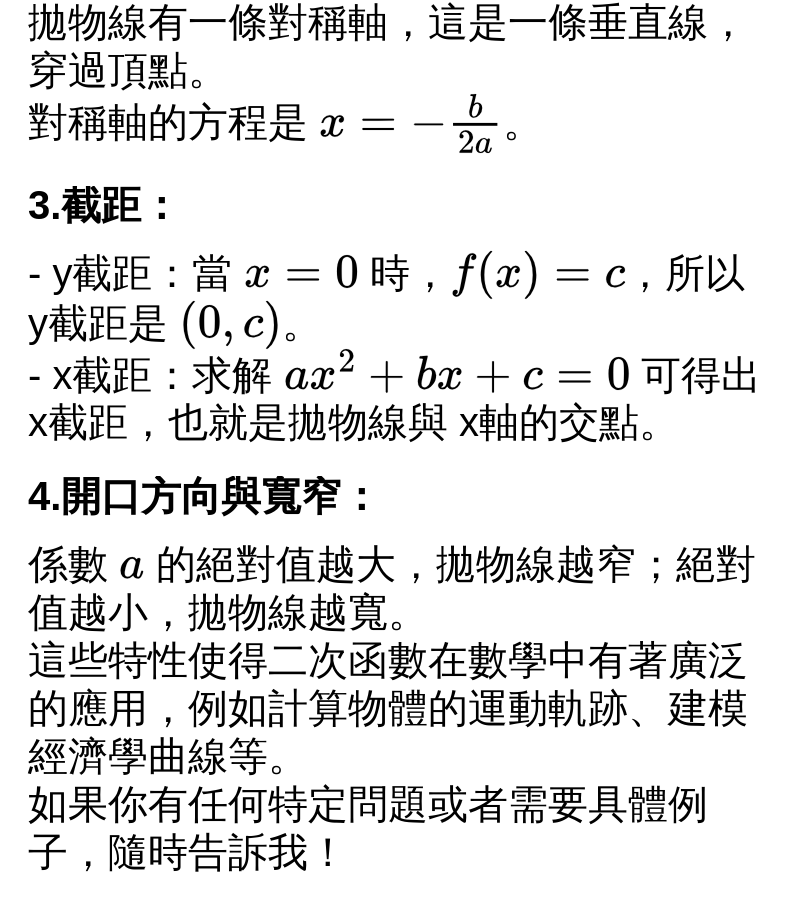 拋物線有一條對稱軸，這是一條垂直線，
穿過頂點。
對稱軸的方程是 $x = -\frac{b}{2a}$。
3.截距：
- y截距：當 $x = 0$ 時，$f(x) = c$，所以
y截距是 $(0, c)$。
- x截距：求解 $ax^2 + bx + c = 0$ 可得出
x截距，也就是拋物線與 x軸的交點。
4.開口方向與寬窄：
係數 $a$ 的絕對值越大，拋物線越窄；絕對
值越小，拋物線越寬。
這些特性使得二次函數在數學中有著廣泛
的應用，例如計算物體的運動軌跡、建模
經濟學曲線等。
如果你有任何特定問題或者需要具體例
子，隨時告訴我！